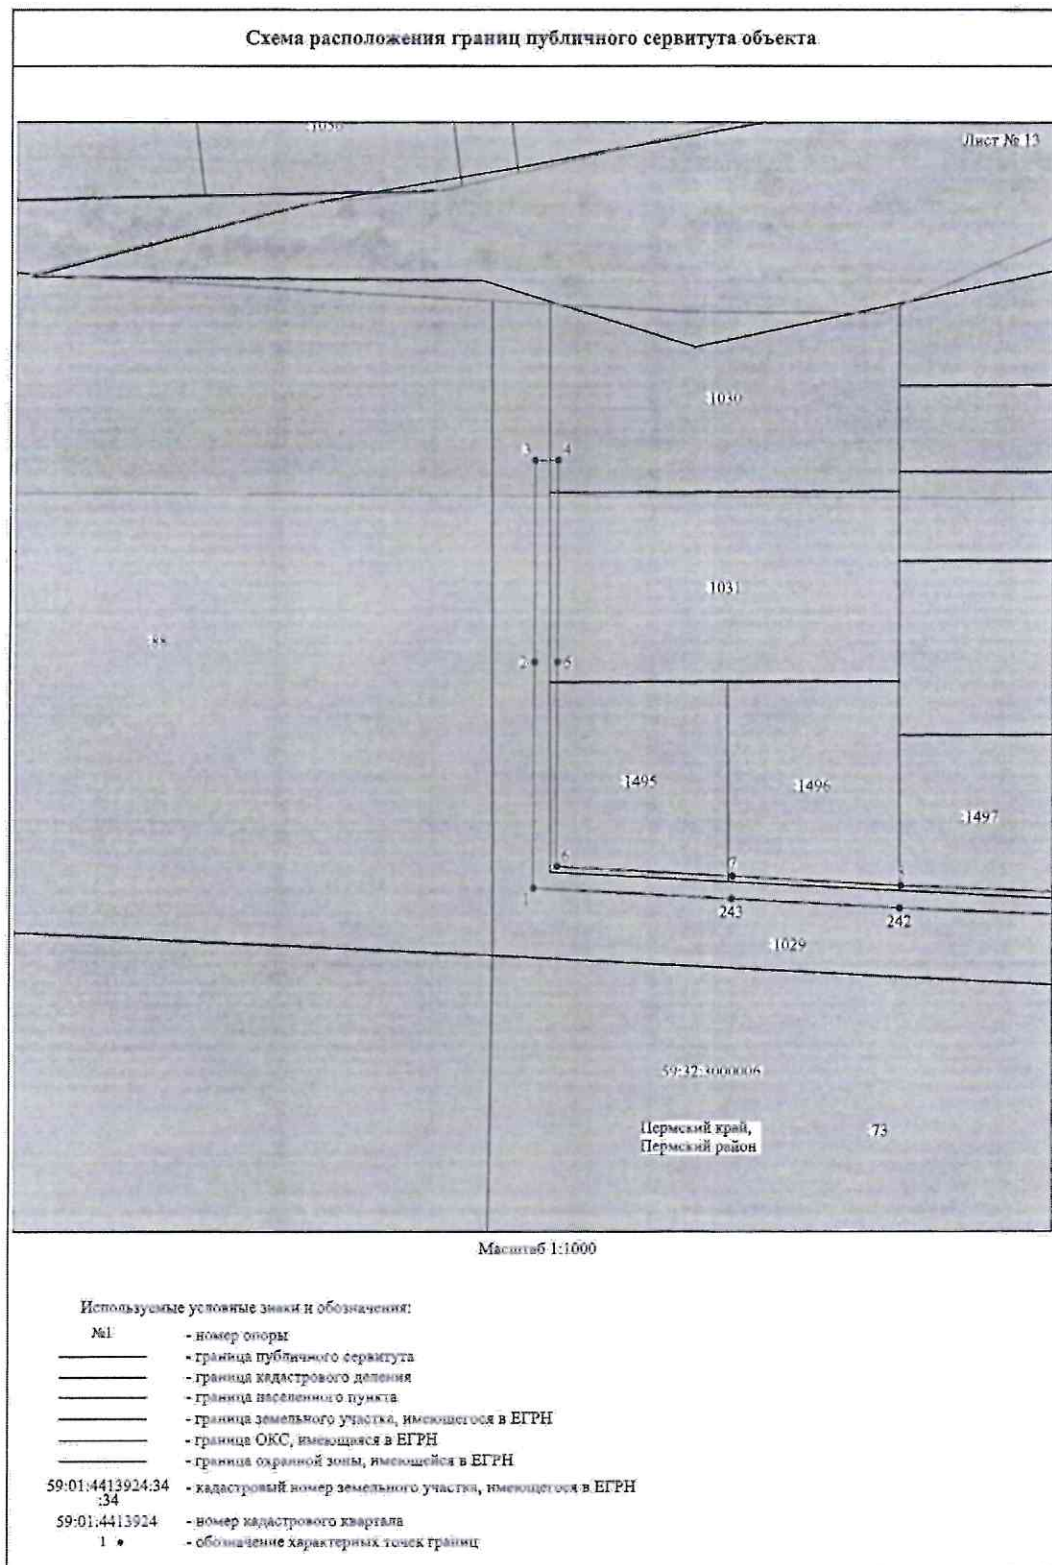 Схема расположения границ публичного сервитута объекта
Лист № 13
:1030
3
4
:1031
:88
2
5
:1495
:1496
:1497
6
7
1
243
242
:1029
59:32:3000006
Пермский край,
Пермский район
:73
Масштаб 1:1000
Используемые условные знаки и обозначения:
№1 - номер опоры
- граница публичного сервитута
- граница кадастрового деления
- граница населенного пункта
- граница земельного участка, имеющегося в ЕГРН
- граница ОКС, имеющаяся в ЕГРН
- граница охранной зоны, имеющейся в ЕГРН
59:01:4413924:34 - кадастровый номер земельного участка, имеющегося в ЕГРН
:34
59:01:4413924 - номер кадастрового квартала
1 - обозначение характерных точек границ